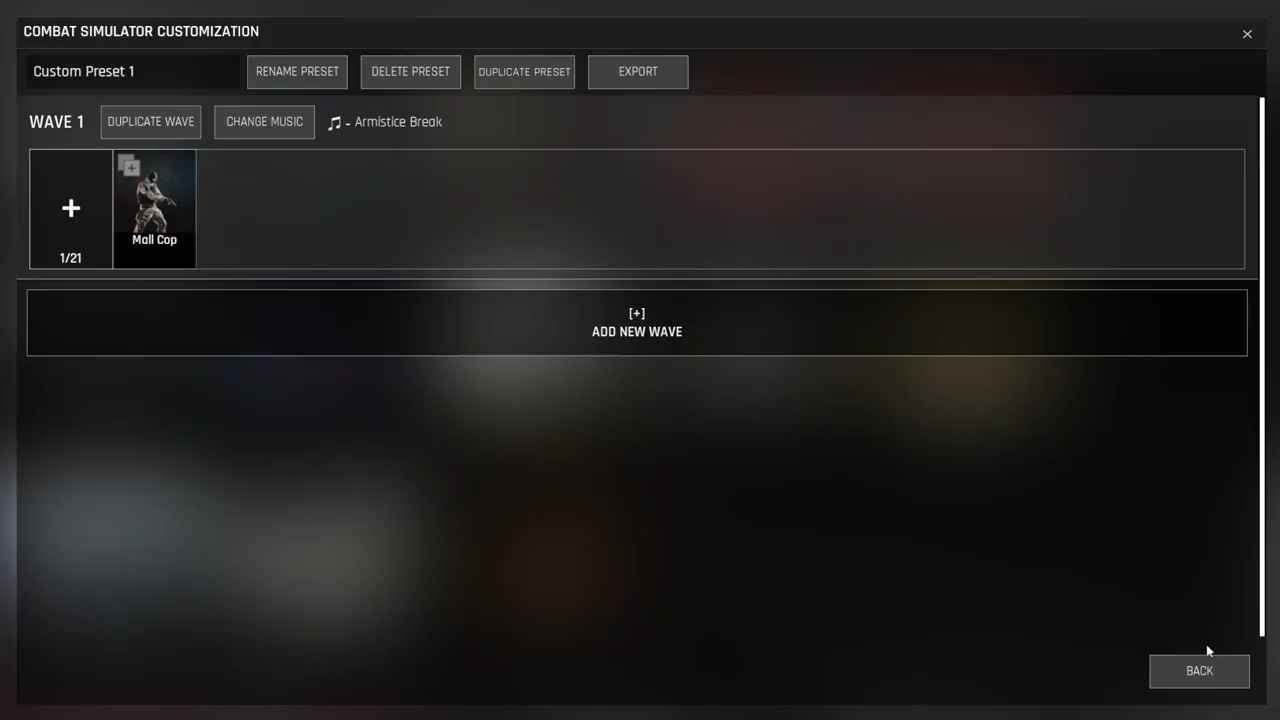 COMBAT SIMULATOR CUSTOMIZATION
Custom Preset 1
RENAME PRESET
DELETE PRESET
DUPLICATE PRESET
EXPORT
WAVE 1
DUPLICATE WAVE
CHANGE MUSIC
- Armistice Break
+
1/21
Mall Cop
[+]
ADD NEW WAVE
BACK